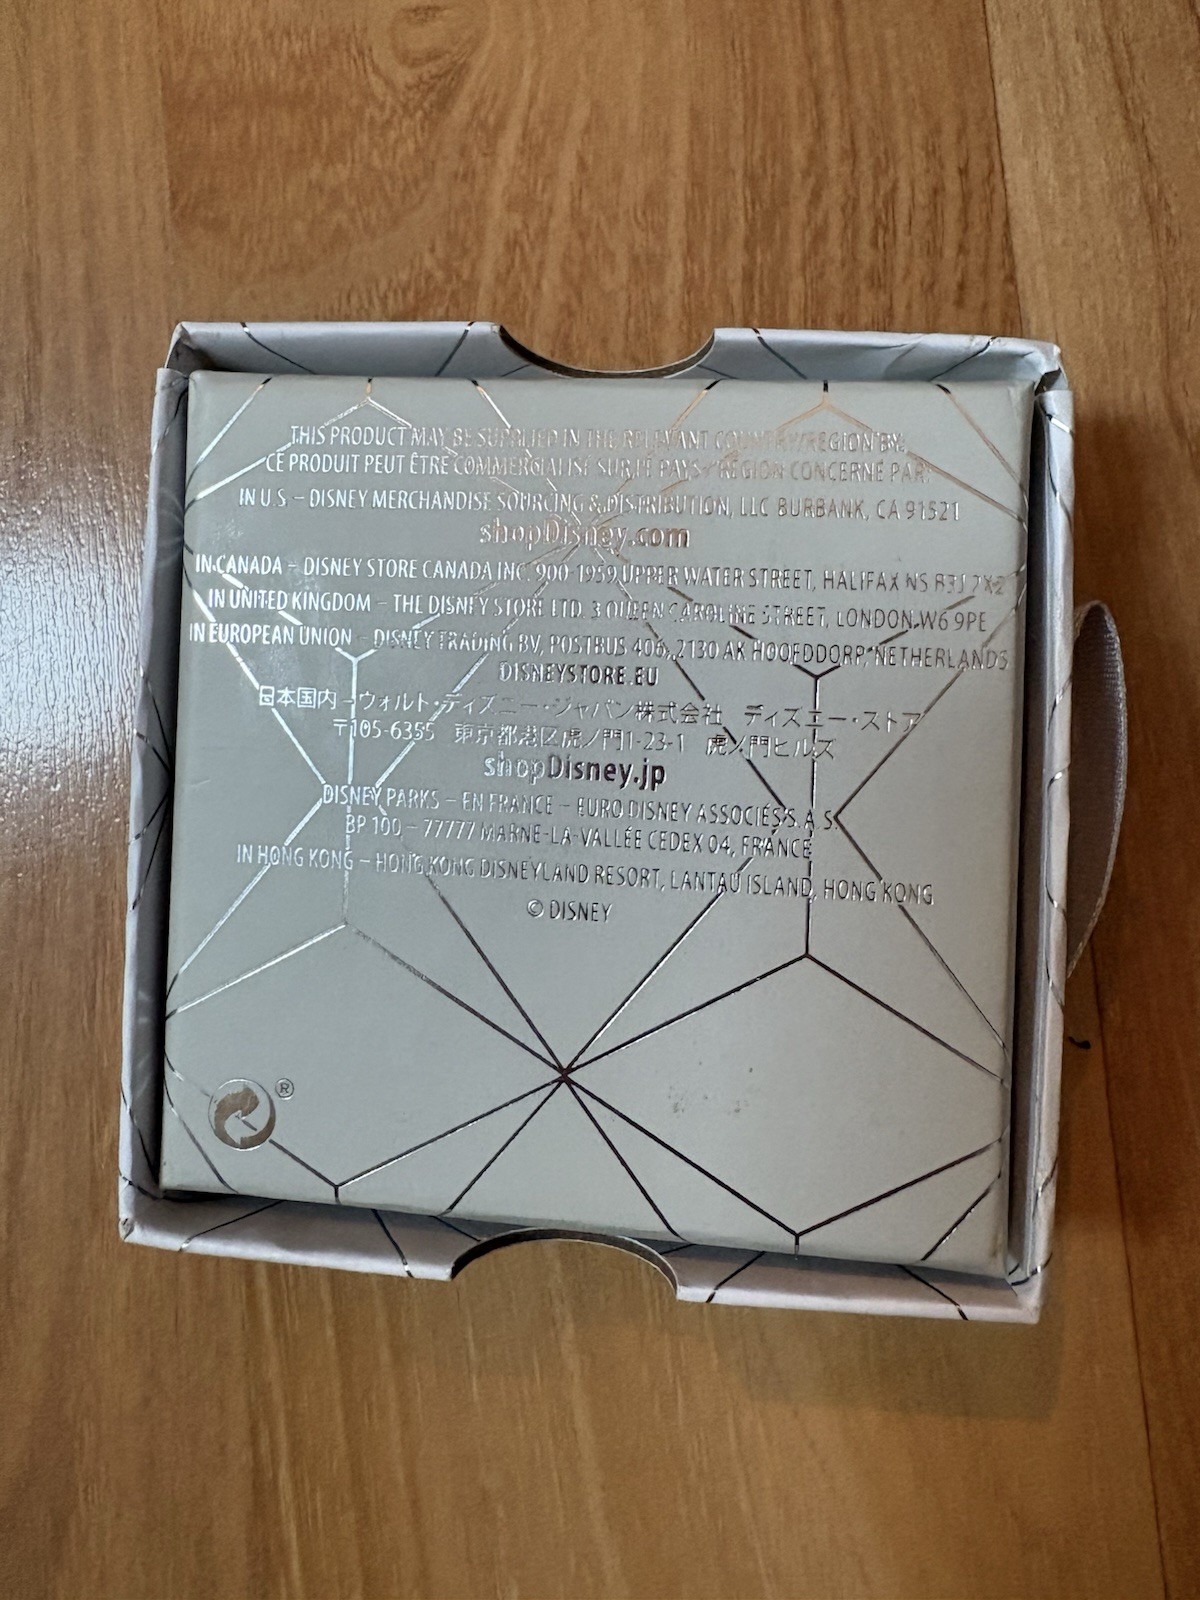 THIS PRODUCT MAY BE SUPPLIED IN THE RELEVANT COUNTRY/REGION BY:
CE PRODUIT PEUT ÊTRE COMMERCIALISÉ SUR LE PAYS / RÉGION CONCERNÉ PAR:
IN U.S – DISNEY MERCHANDISE SOURCING & DISTRIBUTION, LLC BURBANK, CA 91521
shopDisney.com
IN CANADA – DISNEY STORE CANADA INC. 900-1959 UPPER WATER STREET, HALIFAX NS B3J 2X2
IN UNITED KINGDOM – THE DISNEY STORE LTD. 3 QUEEN CAROLINE STREET, LONDON W6 9PE
IN EUROPEAN UNION – DISNEY TRADING BV, POSTBUS 406, 2130 AK HOOFDDORP, NETHERLANDS
DISNEYSTORE.EU
日本国内 – ウォルト・ディズニー・ジャパン株式会社 ディズニー・ストア
〒105-6355 東京都港区虎ノ門1-23-1 虎ノ門ヒルズ
shopDisney.jp
DISNEY PARKS – EN FRANCE – EURO DISNEY ASSOCIÉS S.A.S.
BP 100 – 77777 MARNE-LA-VALLÉE CEDEX 04, FRANCE
IN HONG KONG – HONG KONG DISNEYLAND RESORT, LANTAU ISLAND, HONG KONG
© DISNEY
®